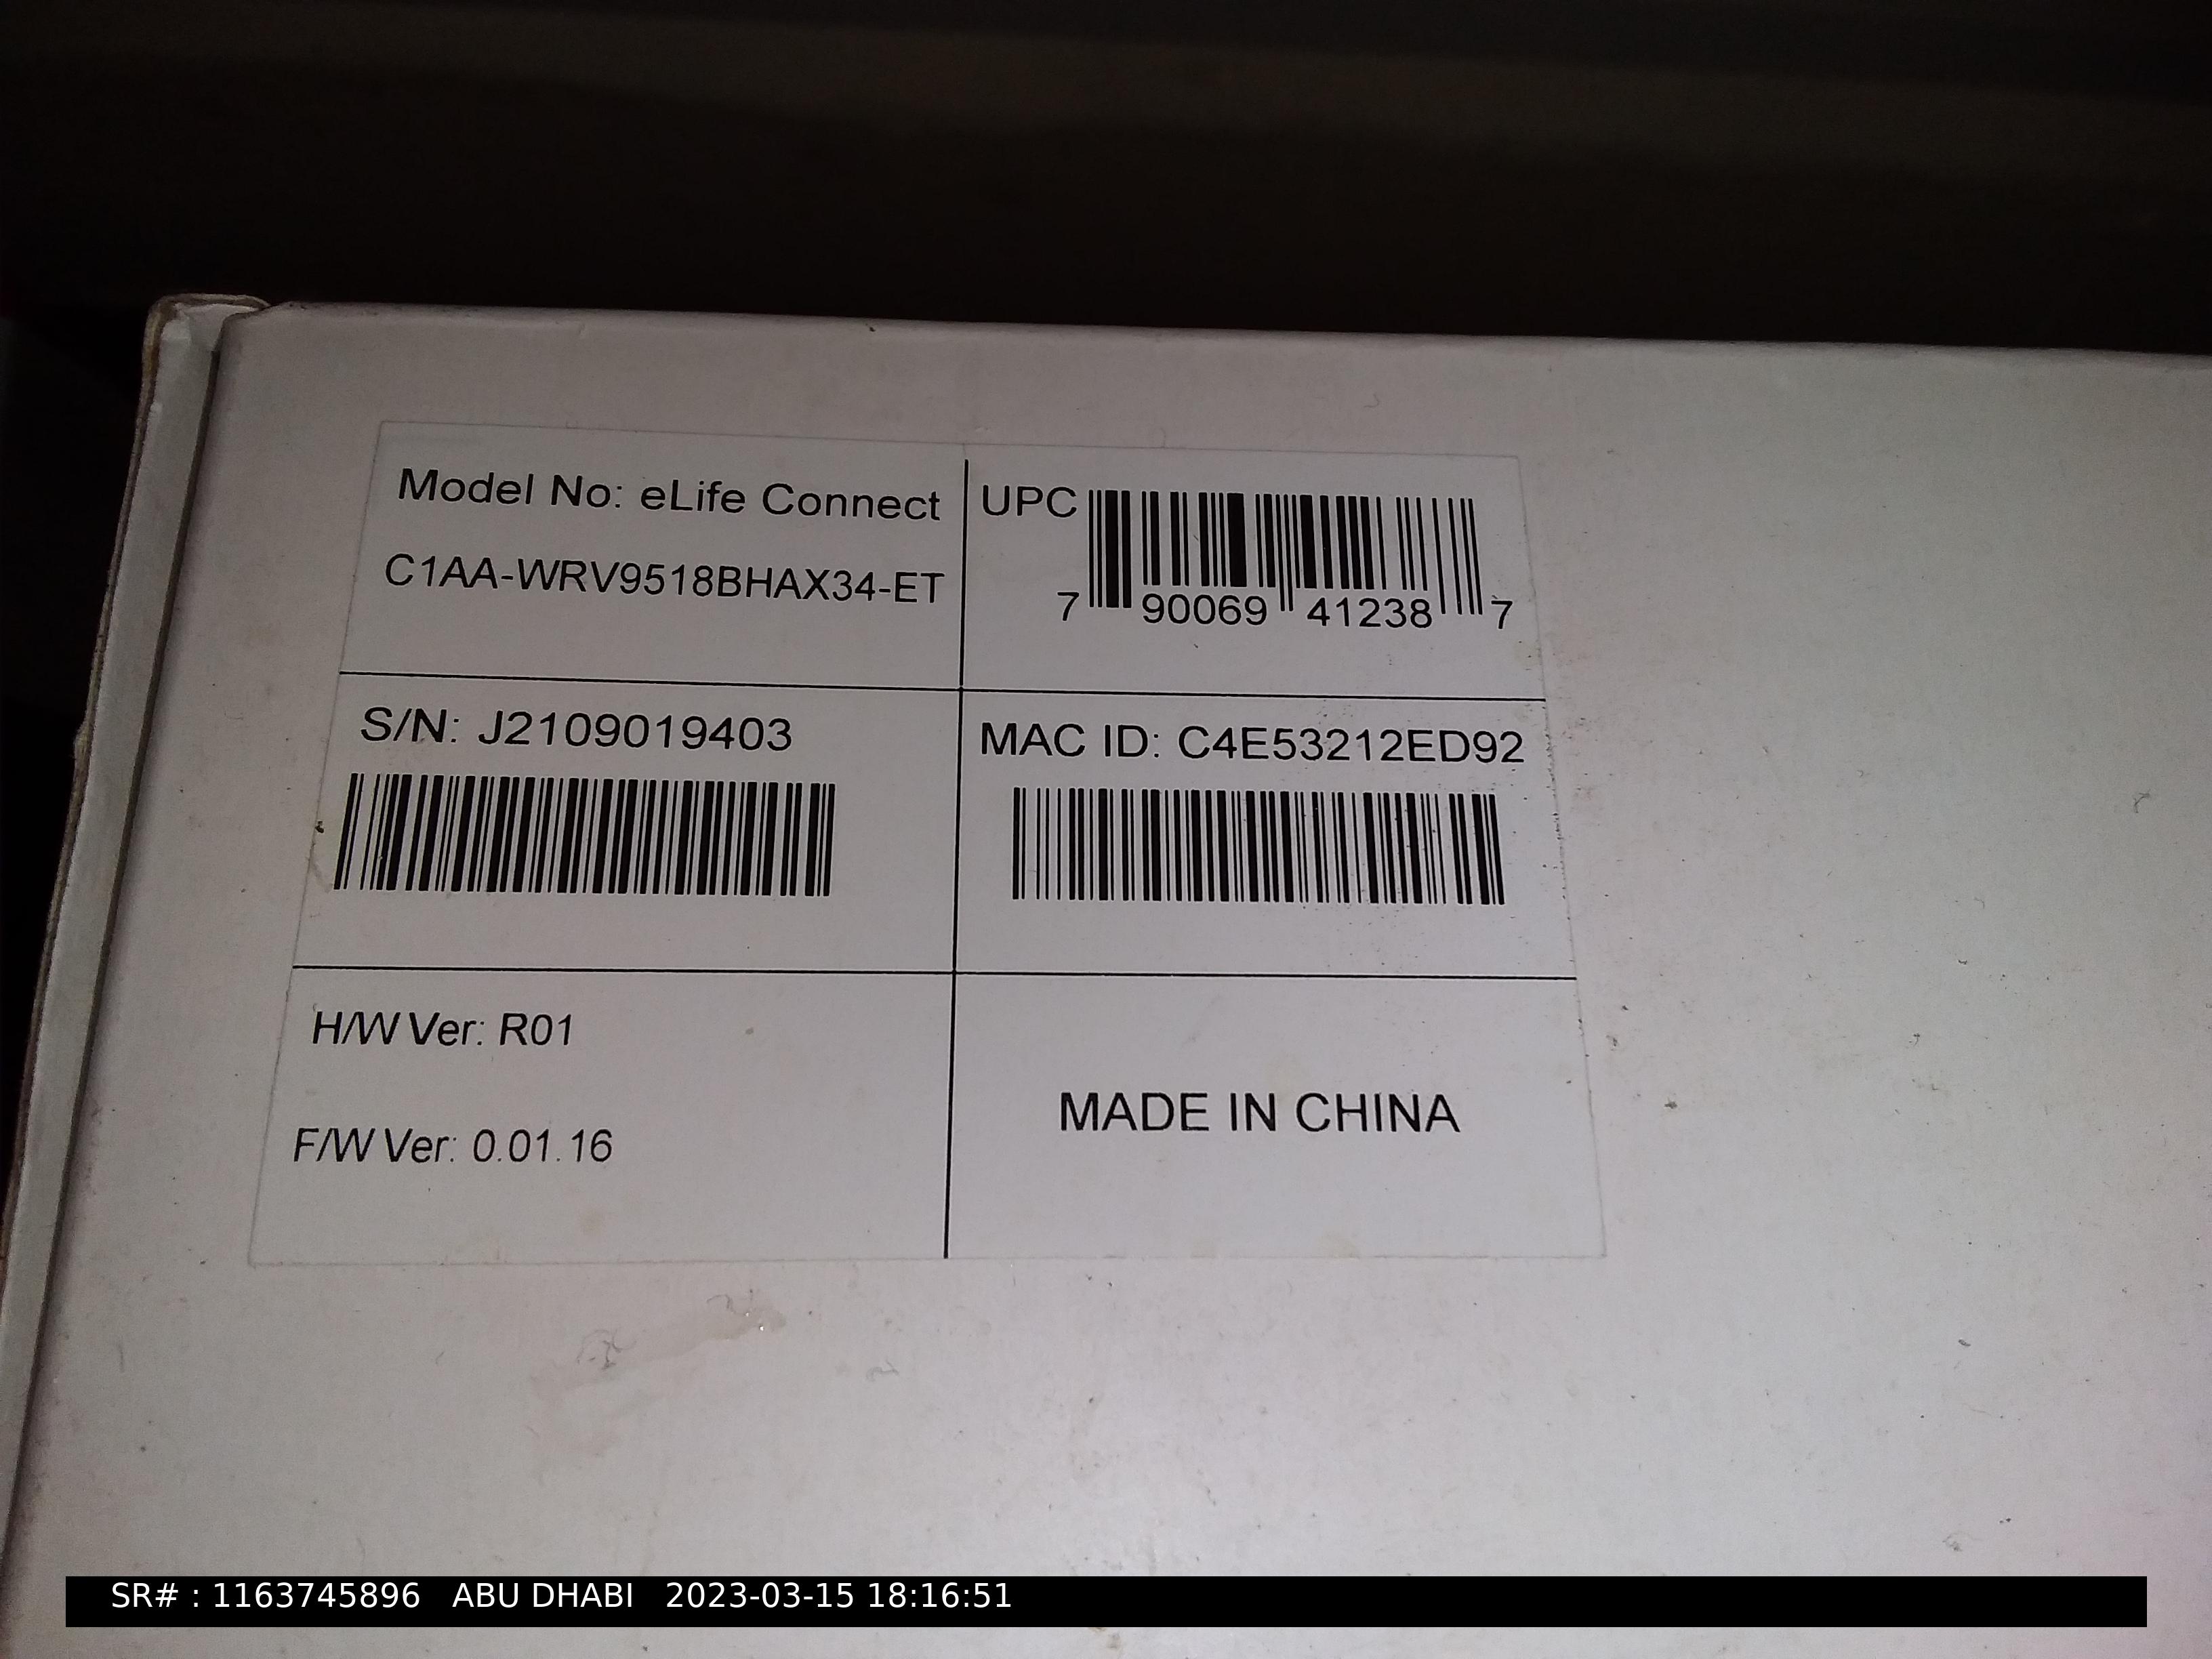 Model No: eLife Connect
C1AA-WRV9518BHAX34-ET
UPC
7 90069 41238 7
S/N: J2109019403
MAC ID: C4E53212ED92
H/W Ver: R01
F/W Ver: 0.01.16
MADE IN CHINA
SR# : 1163745896 ABU DHABI 2023-03-15 18:16:51